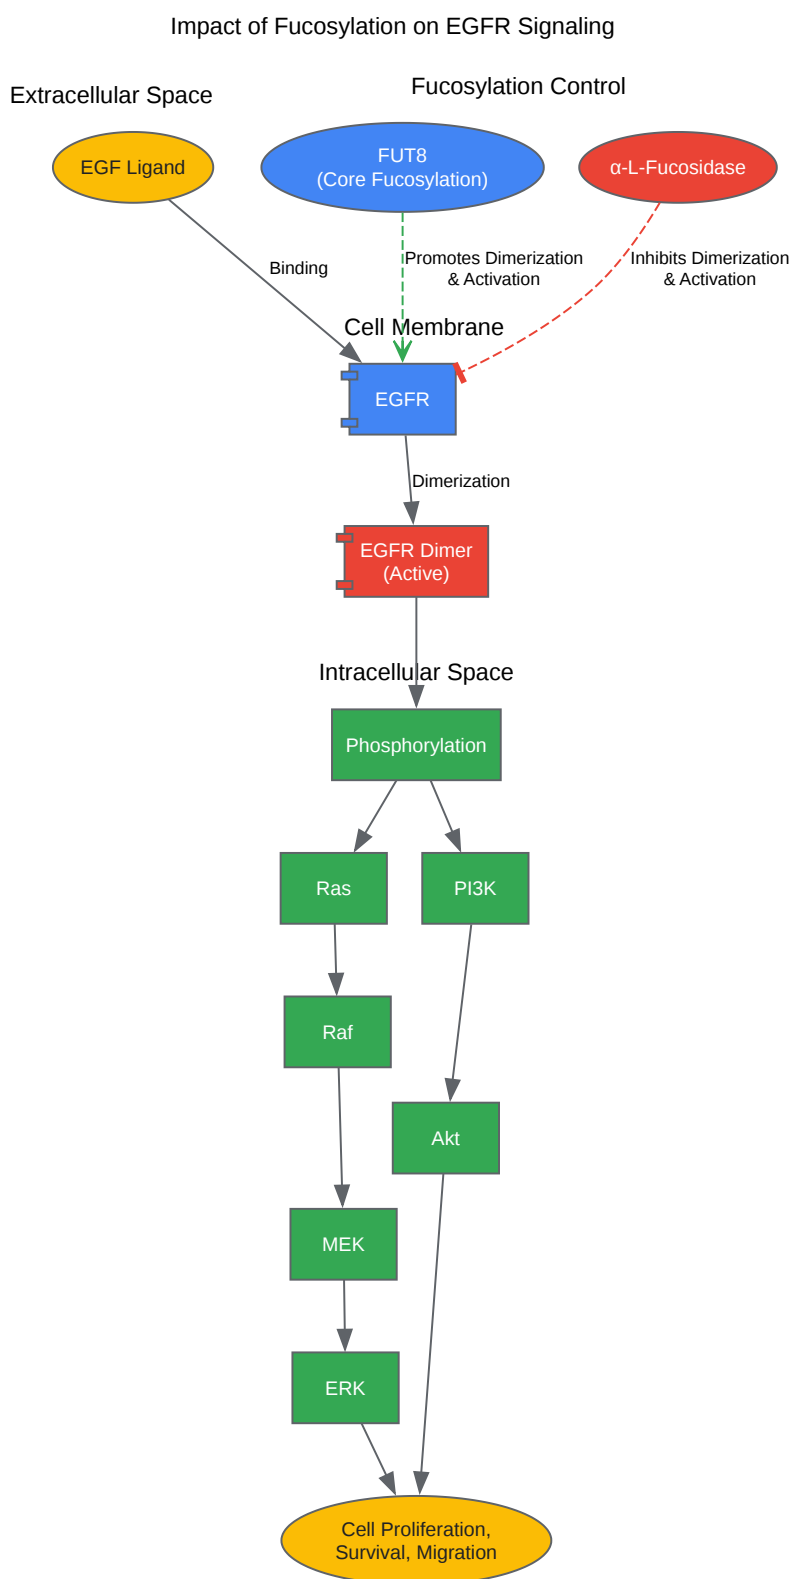 Impact of Fucosylation on EGFR Signaling
Extracellular Space
Fucosylation Control
EGF Ligand
FUT8
(Core Fucosylation)
α-L-Fucosidase
Binding
Promotes Dimerization
& Activation
Inhibits Dimerization
& Activation
Cell Membrane
EGFR
Dimerization
EGFR Dimer
(Active)
Intracellular Space
Phosphorylation
Ras
PI3K
Raf
Akt
MEK
ERK
Cell Proliferation,
Survival, Migration